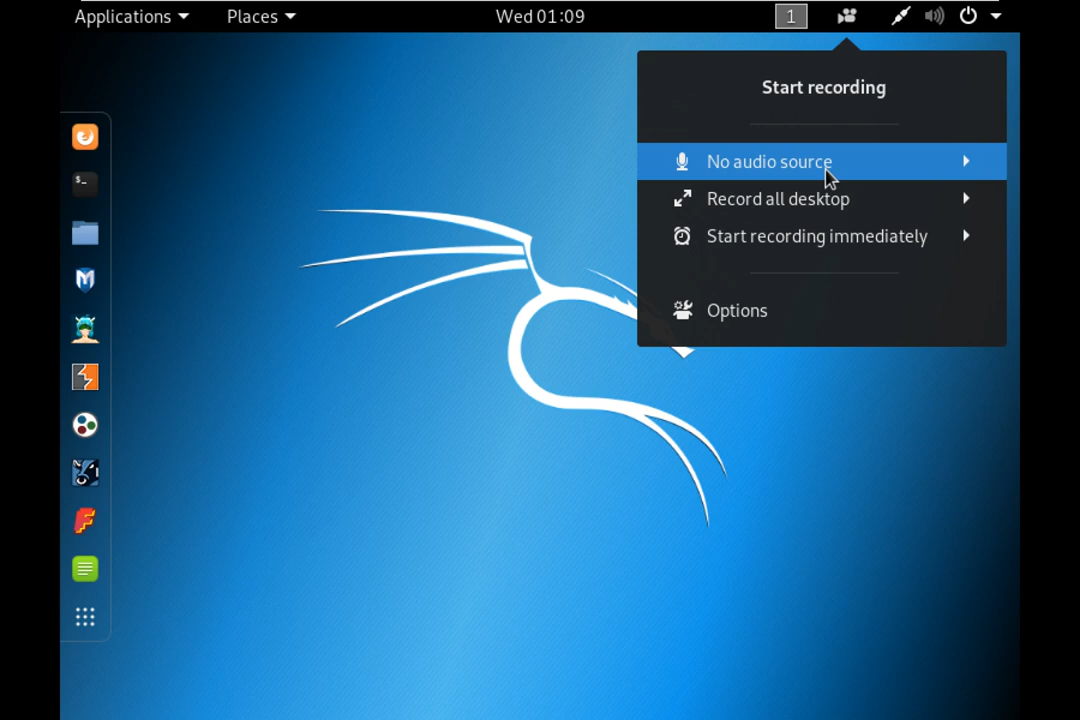 Applications
Places
Wed 01:09
1
Start recording
No audio source
Record all desktop
Start recording immediately
Options